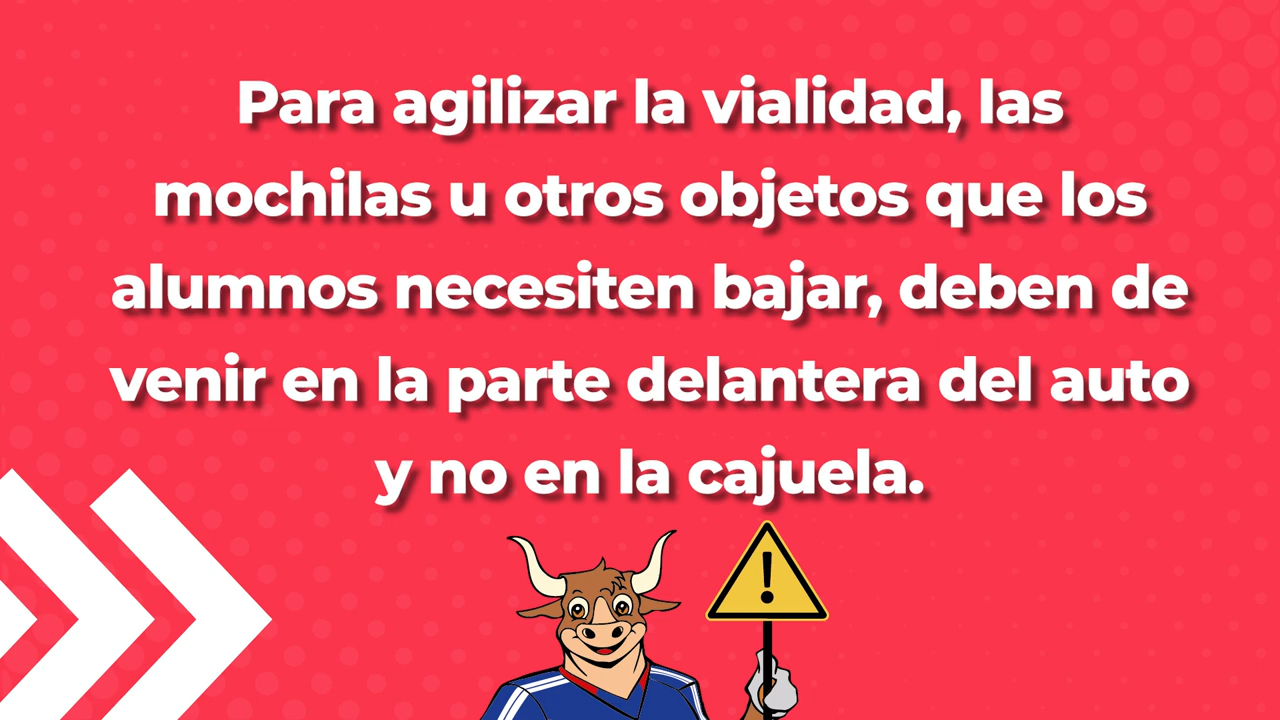 Para agilizar la vialidad, las
mochilas u otros objetos que los
alumnos necesiten bajar, deben de
venir en la parte delantera del auto
y no en la cajuela.
!